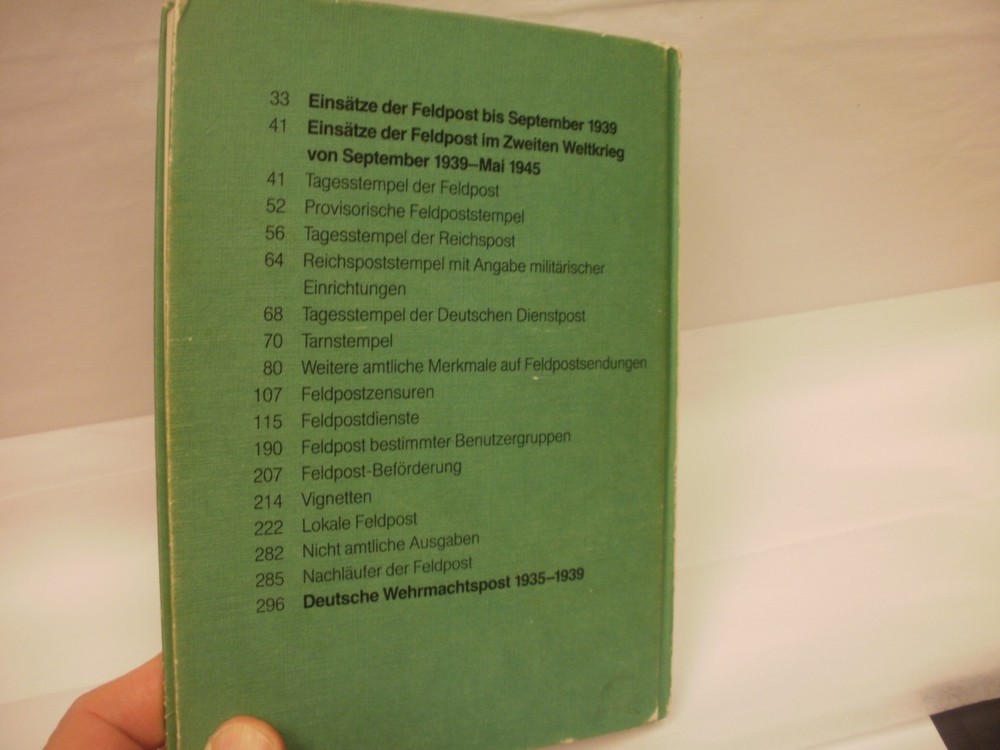 33 Einsätze der Feldpost bis September 1939
41 Einsätze der Feldpost im Zweiten Weltkrieg
von September 1939–Mai 1945
41 Tagesstempel der Feldpost
52 Provisorische Feldpoststempel
56 Tagesstempel der Reichspost
64 Reichspoststempel mit Angabe militärischer
Einrichtungen
68 Tagesstempel der Deutschen Dienstpost
70 Tarnstempel
80 Weitere amtliche Merkmale auf Feldpostsendungen
107 Feldpostzensuren
115 Feldpostdienste
190 Feldpost bestimmter Benutzergruppen
207 Feldpost-Beförderung
214 Vignetten
222 Lokale Feldpost
282 Nicht amtliche Ausgaben
285 Nachläufer der Feldpost
296 Deutsche Wehrmachtspost 1935–1939